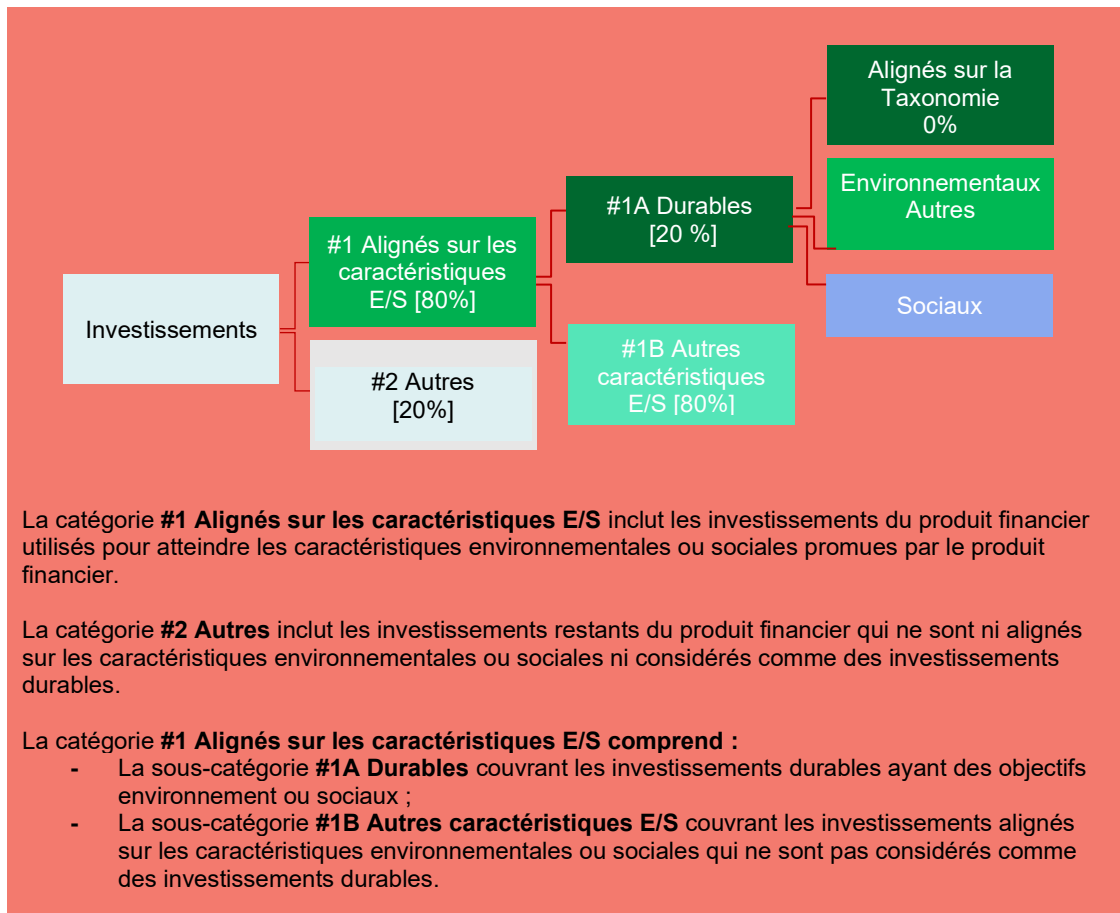 Alignés sur la
Taxonomie
0%
Environnementaux
Autres
#1A Durables
[20 %]
#1 Alignés sur les
caractéristiques
E/S [80%]
Sociaux
Investissements
#1B Autres
caractéristiques
E/S [80%]
#2 Autres
[20%]
La catégorie #1 Alignés sur les caractéristiques E/S inclut les investissements du produit financier
utilisés pour atteindre les caractéristiques environnementales ou sociales promues par le produit
financier.
La catégorie #2 Autres inclut les investissements restants du produit financier qui ne sont ni alignés
sur les caractéristiques environnementales ou sociales ni considérés comme des investissements
durables.
La catégorie #1 Alignés sur les caractéristiques E/S comprend :
- La sous-catégorie #1A Durables couvrant les investissements durables ayant des objectifs
environnement ou sociaux ;
- La sous-catégorie #1B Autres caractéristiques E/S couvrant les investissements alignés
sur les caractéristiques environnementales ou sociales qui ne sont pas considérés comme
des investissements durables.